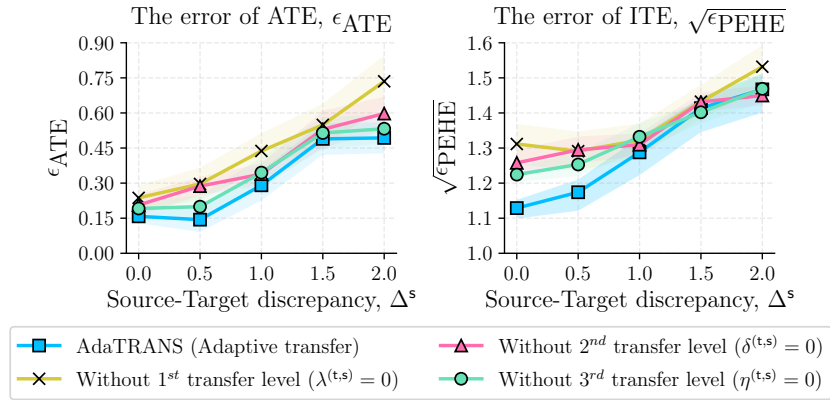 The error of ATE, ϵATE
The error of ITE, √ϵPEHE
ϵATE
0.90
0.75
0.60
0.45
0.30
0.15
0.00
0.0 0.5 1.0 1.5 2.0
Source-Target discrepancy, Δˢ
√ϵPEHE
1.6
1.5
1.4
1.3
1.2
1.1
1.0
0.0 0.5 1.0 1.5 2.0
Source-Target discrepancy, Δˢ
AdaTRANS (Adaptive transfer)
Without 1ˢᵗ transfer level (λ⁽ᵗ,ˢ⁾ = 0)
Without 2ⁿᵈ transfer level (δ⁽ᵗ,ˢ⁾ = 0)
Without 3ʳᵈ transfer level (η⁽ᵗ,ˢ⁾ = 0)